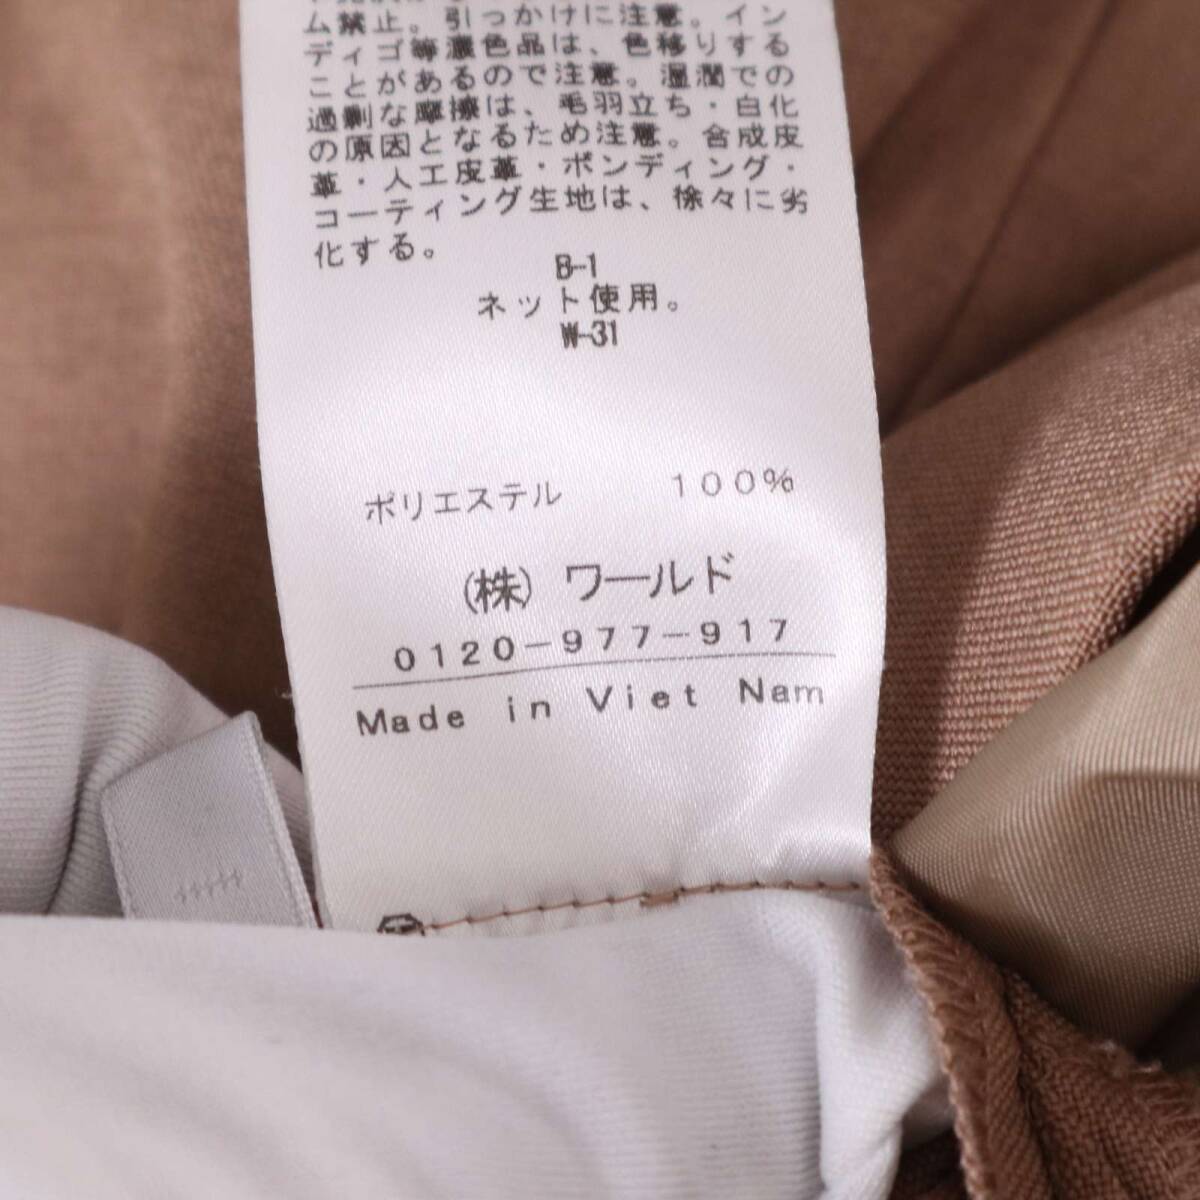 ム禁止。引っかけに注意。イン
ディゴ等濃色品は、色移りする
ことがあるので注意。湿潤での
過剰な摩擦は、毛羽立ち・白化
の原因となるため注意。合成皮
革・人工皮革・ボンディング・
コーティング生地は、徐々に劣
化する。
B-1
ネット使用。
W-31
ポリエステル 100%
(株) ワールド
0120-977-917
Made in Viet Nam